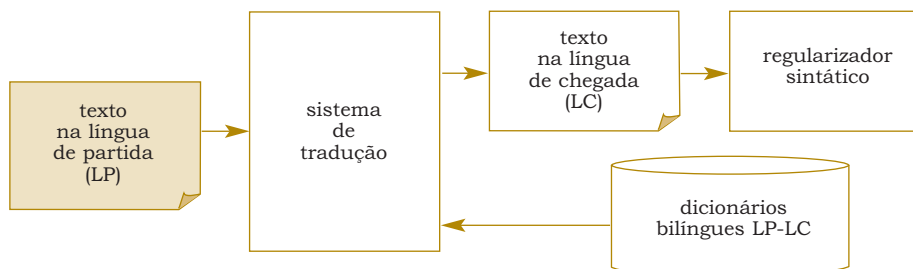 texto
na língua
de partida
(LP)
sistema
de
tradução
texto
na língua
de chegada
(LC)
regularizador
sintático
dicionários
bilíngues LP-LC